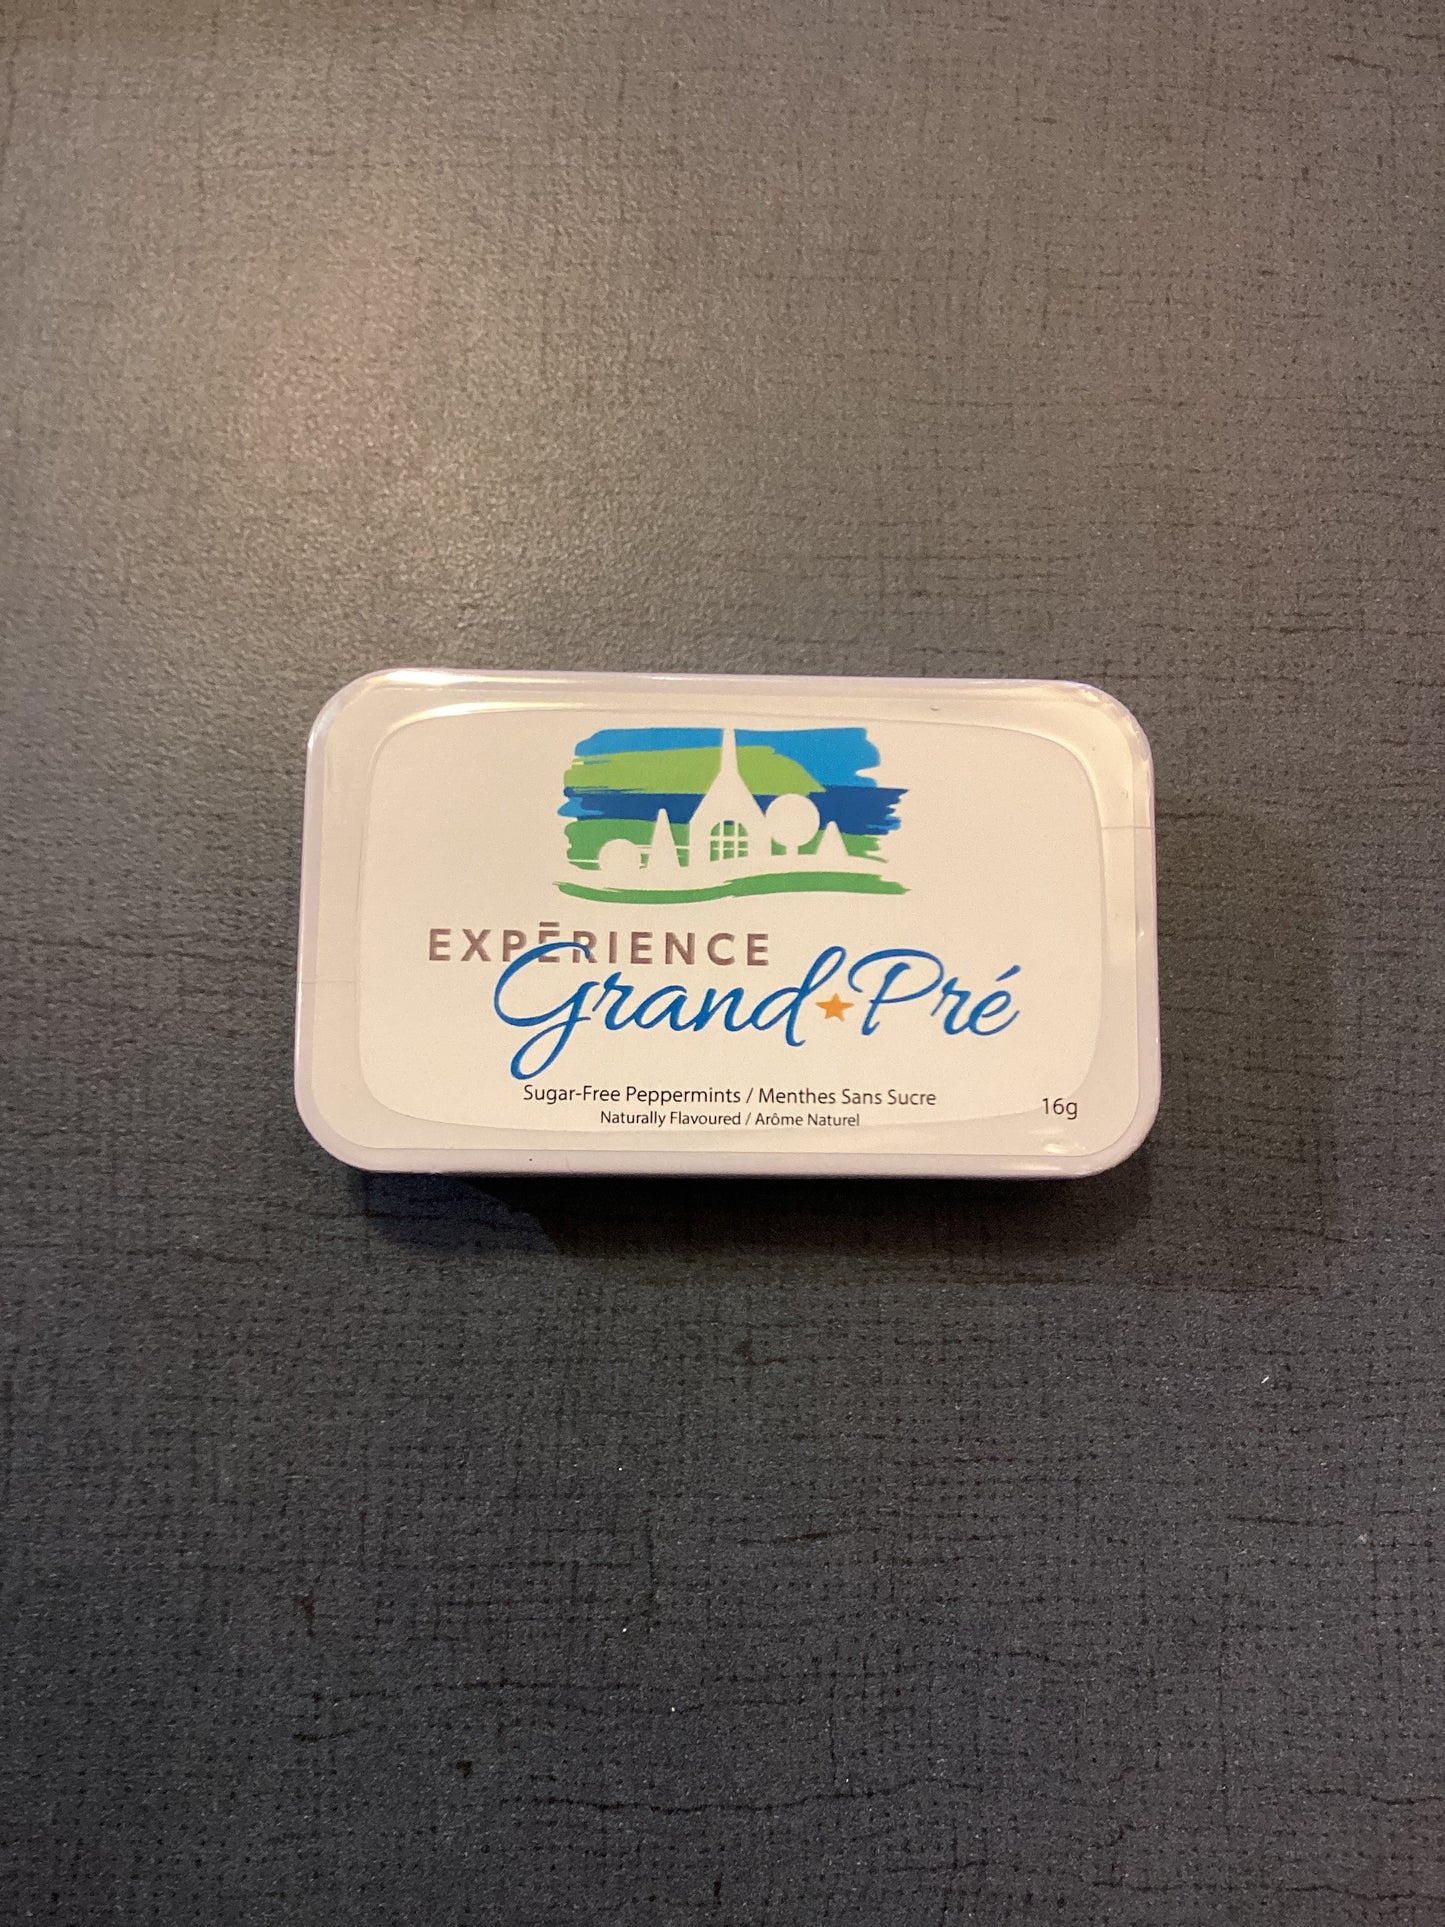 EXPĒRIENCE
Grand Pré
Sugar-Free Peppermints / Menthes Sans Sucre
Naturally Flavoured / Arôme Naturel
16g